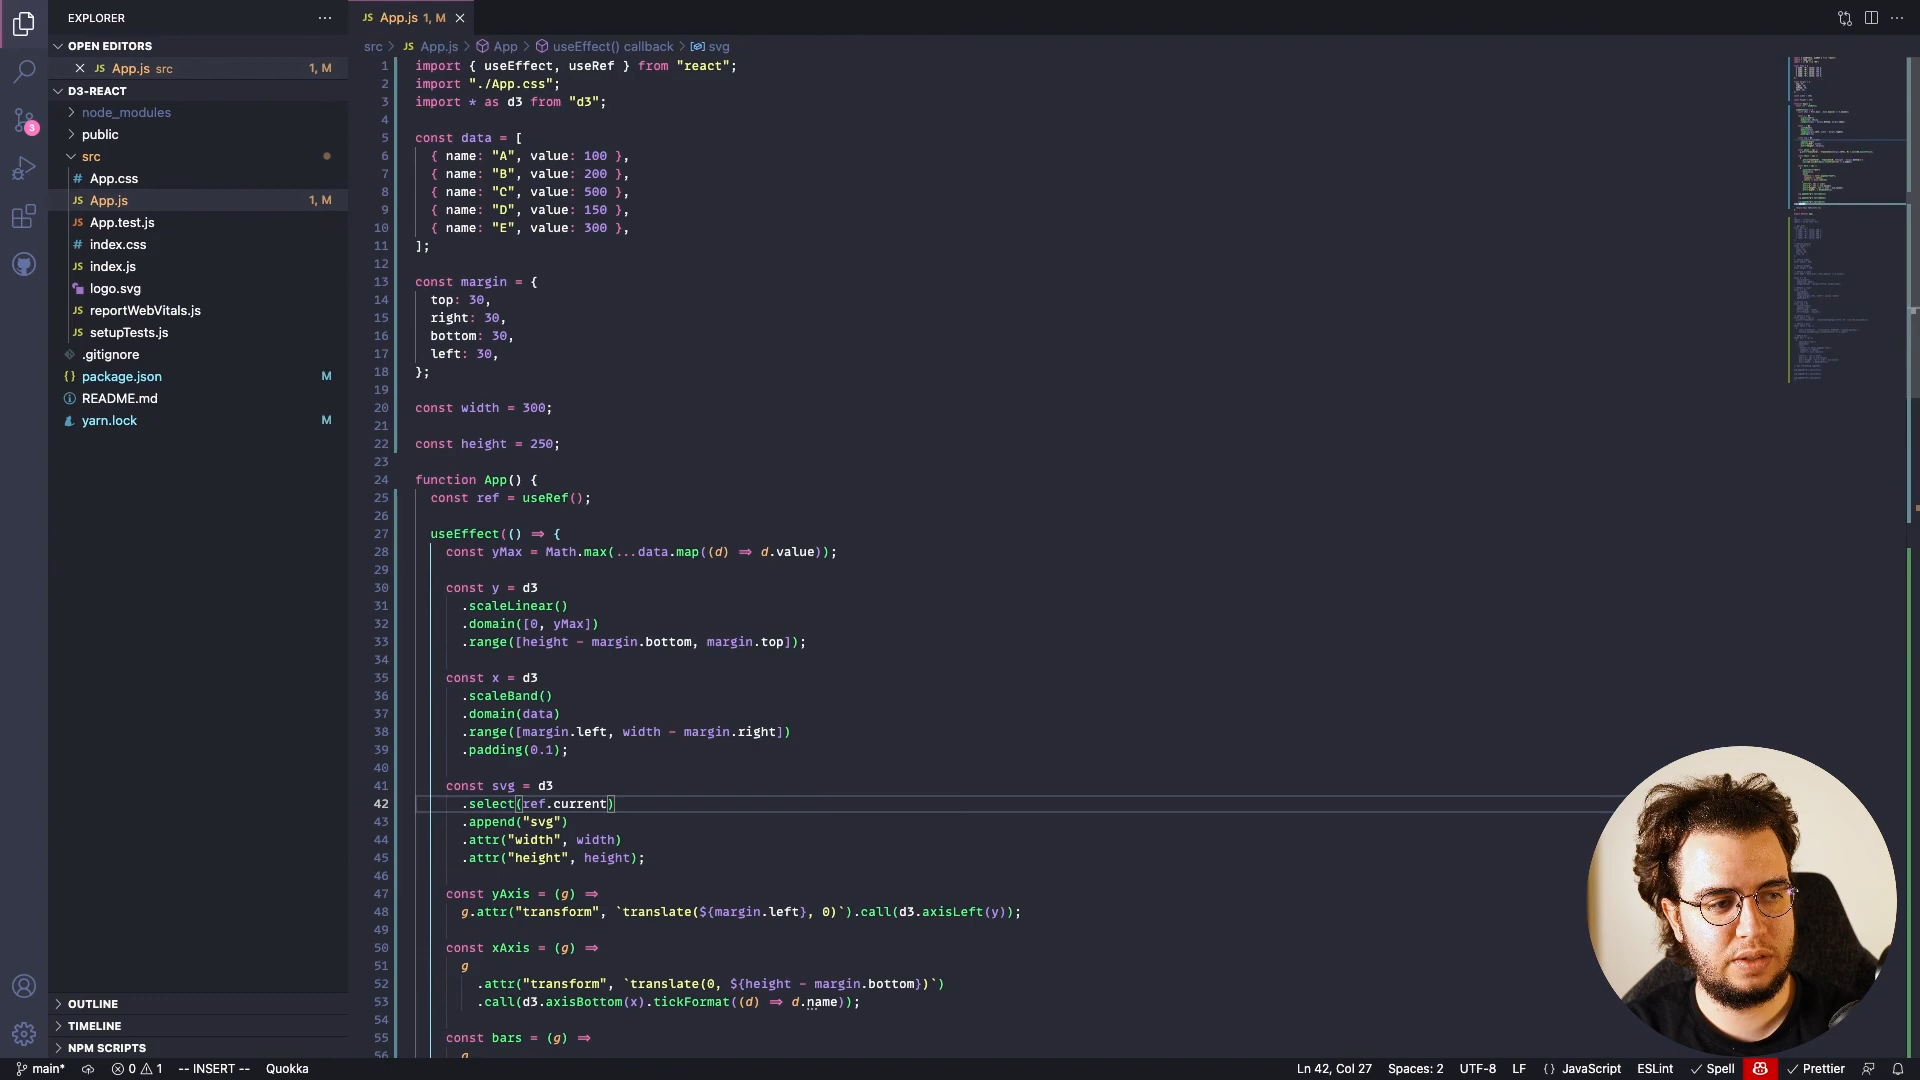 EXPLORER
OPEN EDITORS
App.js src 1, M
D3-REACT
node_modules
public
src
# App.css
JS App.js 1, M
JS App.test.js
# index.css
JS index.js
logo.svg
JS reportWebVitals.js
JS setupTests.js
.gitignore
{} package.json M
README.md
yarn.lock M
OUTLINE
TIMELINE
NPM SCRIPTS
3
JS App.js 1, M
src > JS App.js > App > useEffect() callback > svg
1 import { useEffect, useRef } from "react";
2 import "./App.css";
3 import * as d3 from "d3";
4
5 const data = [
6 { name: "A", value: 100 },
7 { name: "B", value: 200 },
8 { name: "C", value: 500 },
9 { name: "D", value: 150 },
10 { name: "E", value: 300 },
11 ];
12
13 const margin = {
14 top: 30,
15 right: 30,
16 bottom: 30,
17 left: 30,
18 };
19
20 const width = 300;
21
22 const height = 250;
23
24 function App() {
25 const ref = useRef();
26
27 useEffect(() ⇒ {
28 const yMax = Math.max(...data.map((d) ⇒ d.value));
29
30 const y = d3
31 .scaleLinear()
32 .domain([0, yMax])
33 .range([height - margin.bottom, margin.top]);
34
35 const x = d3
36 .scaleBand()
37 .domain(data)
38 .range([margin.left, width - margin.right])
39 .padding(0.1);
40
41 const svg = d3
42 .select(ref.current)
43 .append("svg")
44 .attr("width", width)
45 .attr("height", height);
46
47 const yAxis = (g) ⇒
48 g.attr("transform", `translate(${margin.left}, 0)`).call(d3.axisLeft(y));
49
50 const xAxis = (g) ⇒
51 g
52 .attr("transform", `translate(0, ${height - margin.bottom})`)
53 .call(d3.axisBottom(x).tickFormat((d) ⇒ d.name));
54
55 const bars = (g) ⇒
56 g
main* 0 1 -- INSERT -- Quokka Ln 42, Col 27 Spaces: 2 UTF-8 LF {} JavaScript ESLint Spell Prettier